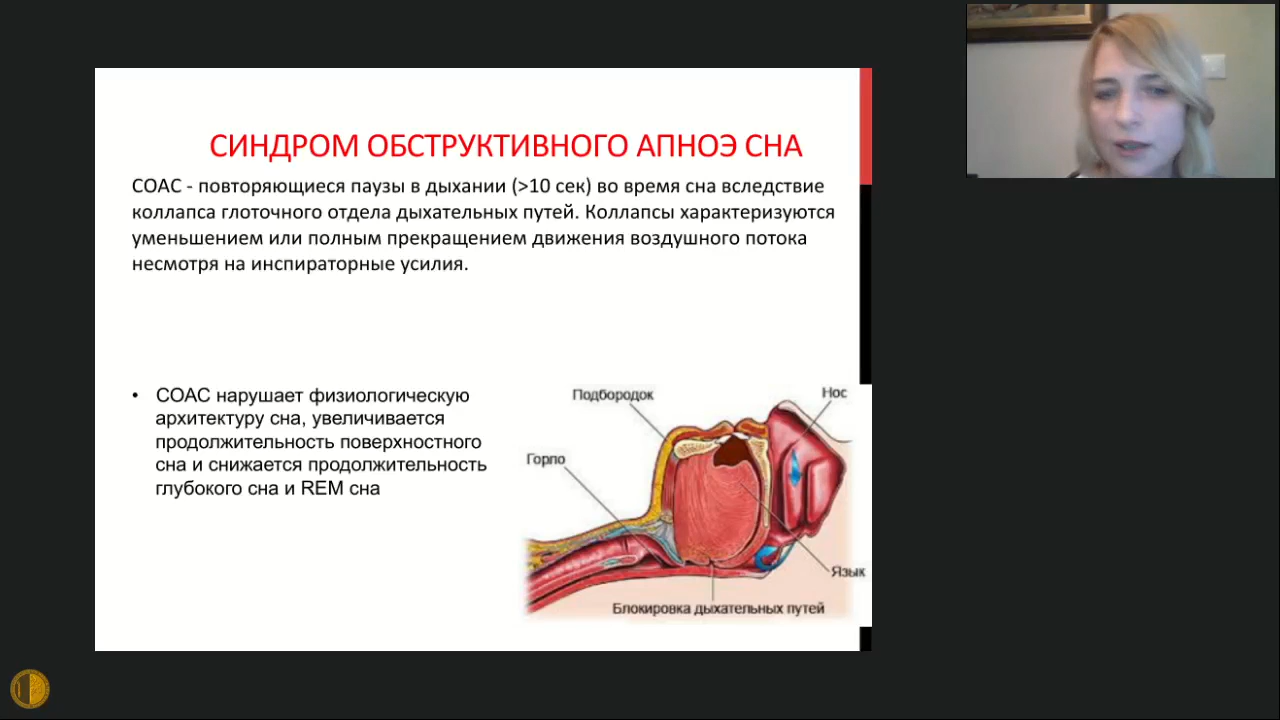 СИНДРОМ ОБСТРУКТИВНОГО АПНОЭ СНА
СОАС - повторяющиеся паузы в дыхании (>10 сек) во время сна вследствие
коллапса глоточного отдела дыхательных путей. Коллапсы характеризуются
уменьшением или полным прекращением движения воздушного потока
несмотря на инспираторные усилия.
• СОАС нарушает физиологическую
архитектуру сна, увеличивается
продолжительность поверхностного
сна и снижается продолжительность
глубокого сна и REM сна
Подбородок
Нос
Горло
Язык
Блокировка дыхательных путей